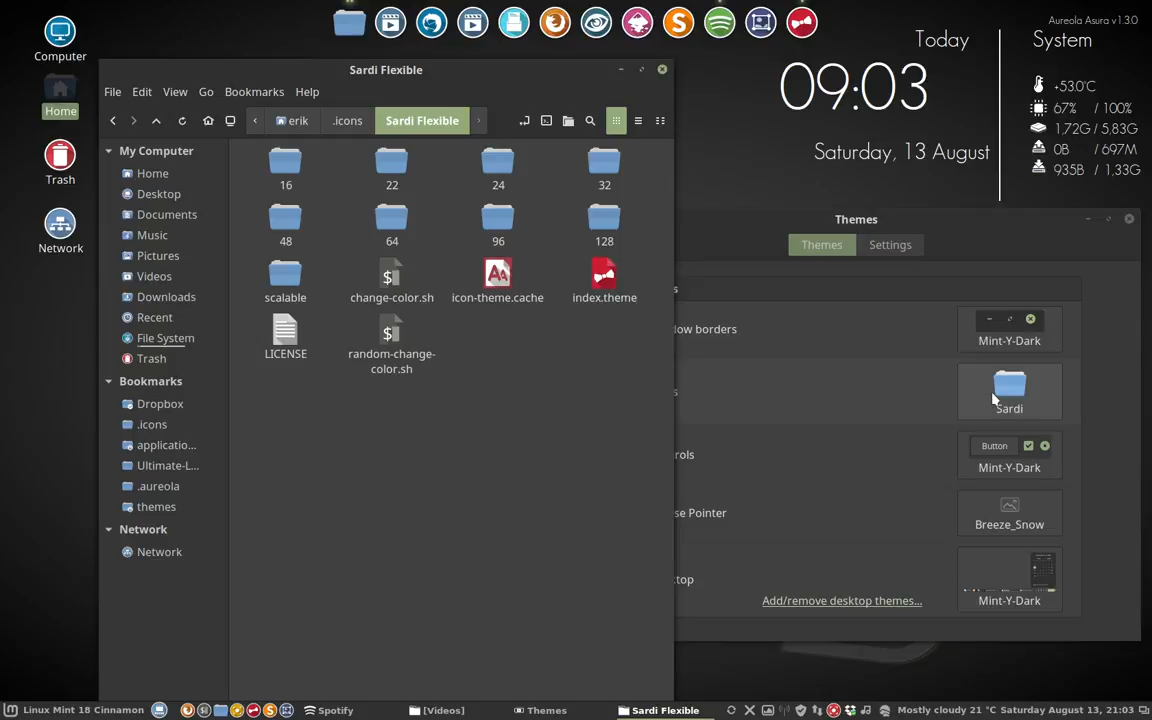 Aureola Asura v1.3.0
Today
System
09:03
+53.0°C
67% / 100%
1,72G / 5,83G
0B / 697M
935B / 1,33G
Saturday, 13 August
Computer
Home
Trash
Network
Sardi Flexible
File Edit View Go Bookmarks Help
erik .icons Sardi Flexible
My Computer
Home
Desktop
Documents
Music
Pictures
Videos
Downloads
Recent
File System
Trash
Bookmarks
Dropbox
.icons
applicatio...
Ultimate-L...
.aureola
themes
Network
Network
16 22 24 32
48 64 96 128
scalable change-color.sh icon-theme.cache index.theme
LICENSE random-change-
color.sh
Themes
Themes Settings
s
low borders
Mint-Y-Dark
s
Sardi
rols
Button
Mint-Y-Dark
se Pointer
Breeze_Snow
top
Mint-Y-Dark
Add/remove desktop themes...
Linux Mint 18 Cinnamon Spotify [Videos] Themes Sardi Flexible Mostly cloudy 21 °C Saturday August 13, 21:03